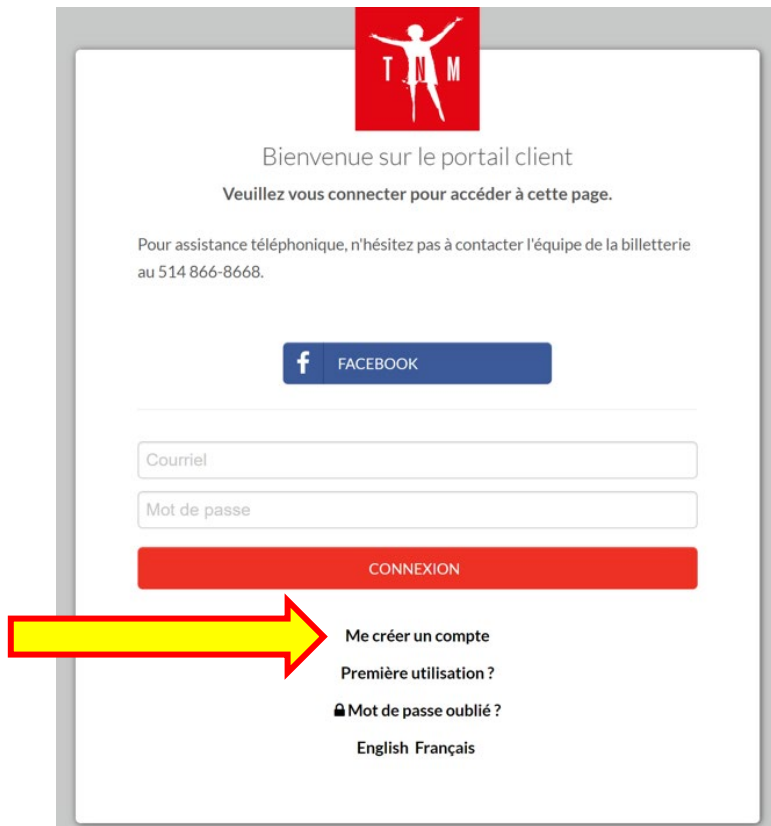 TNM
Bienvenue sur le portail client
Veuillez vous connecter pour accéder à cette page.
Pour assistance téléphonique, n'hésitez pas à contacter l'équipe de la billetterie
au 514 866-8668.
f FACEBOOK
Courriel
Mot de passe
CONNEXION
Me créer un compte
Première utilisation ?
Mot de passe oublié ?
English Français